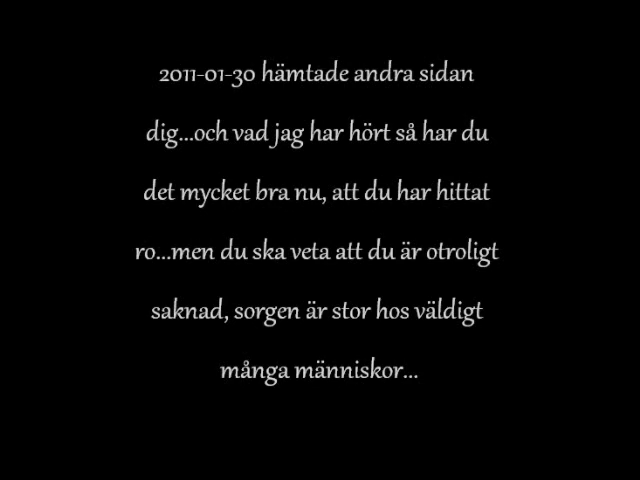 2011-01-30 hämtade andra sidan
dig...och vad jag har hört så har du
det mycket bra nu, att du har hittat
ro...men du ska veta att du är otroligt
saknad, sorgen är stor hos väldigt
många människor...